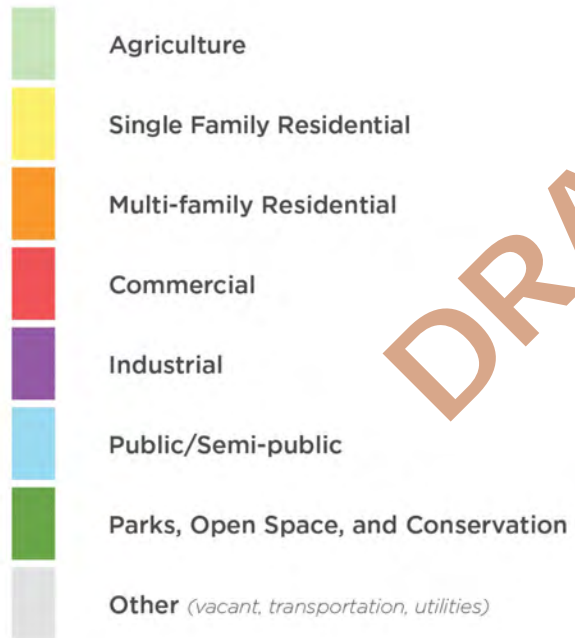 Agriculture
Single Family Residential
Multi-family Residential
Commercial
Industrial
Public/Semi-public
Parks, Open Space, and Conservation
Other (vacant, transportation, utilities)
DRA